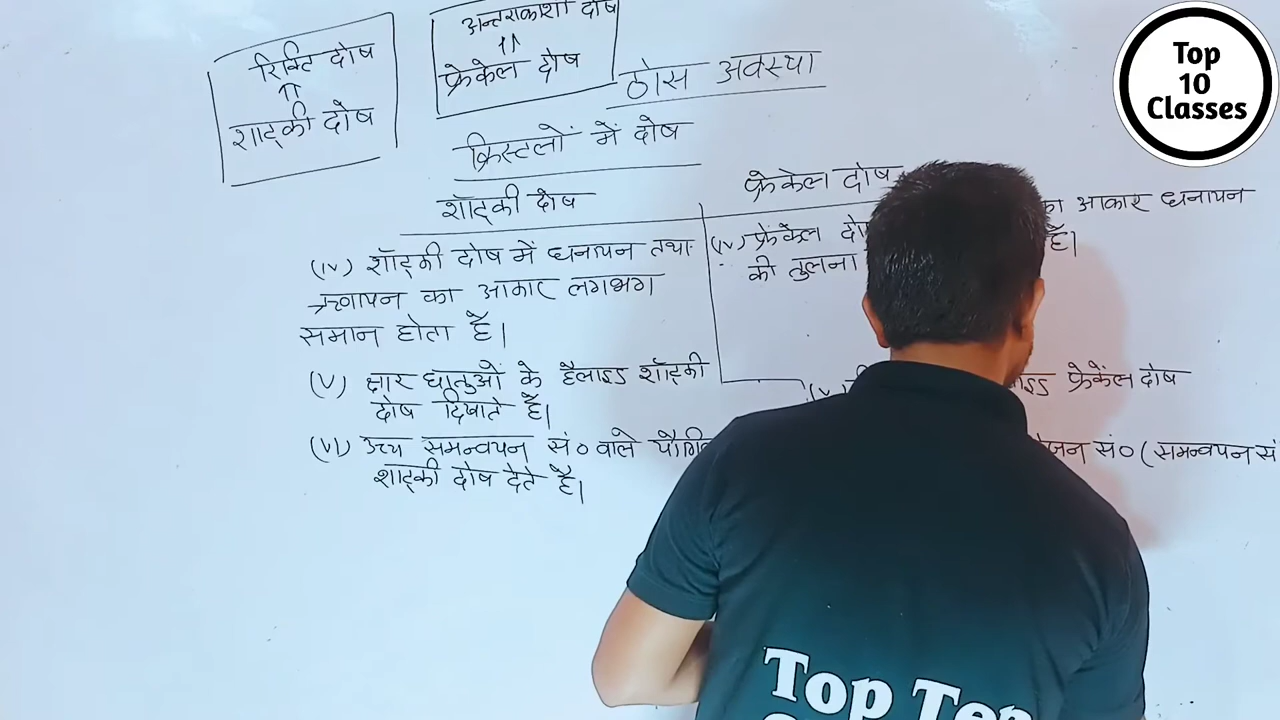 रिक्ति दोष
⇑
शाट्की दोष
अन्तराकाशी दोष
⇑
फ्रेंकेल दोष
ठोस अवस्था
क्रिस्टलों में दोष
शॉट्की दोष
फ्रेंकेल दोष
(iv) शॉट्की दोष में धनायन तथा
ऋणायन का आकार लगभग
समान होता है।
(v) क्षार धातुओं के हैलाइड शॉट्की
दोष दिखाते हैं।
(vi) उच्च समन्वयन सं० वाले
शाट्की दोष देते हैं।
(iv) फ्रेंकेल का आकार धनायन
की तुलना है।
(v) फ्रेंकेल दोष
सं० (समन्वयन सं
Top
10
Classes
Top Ten